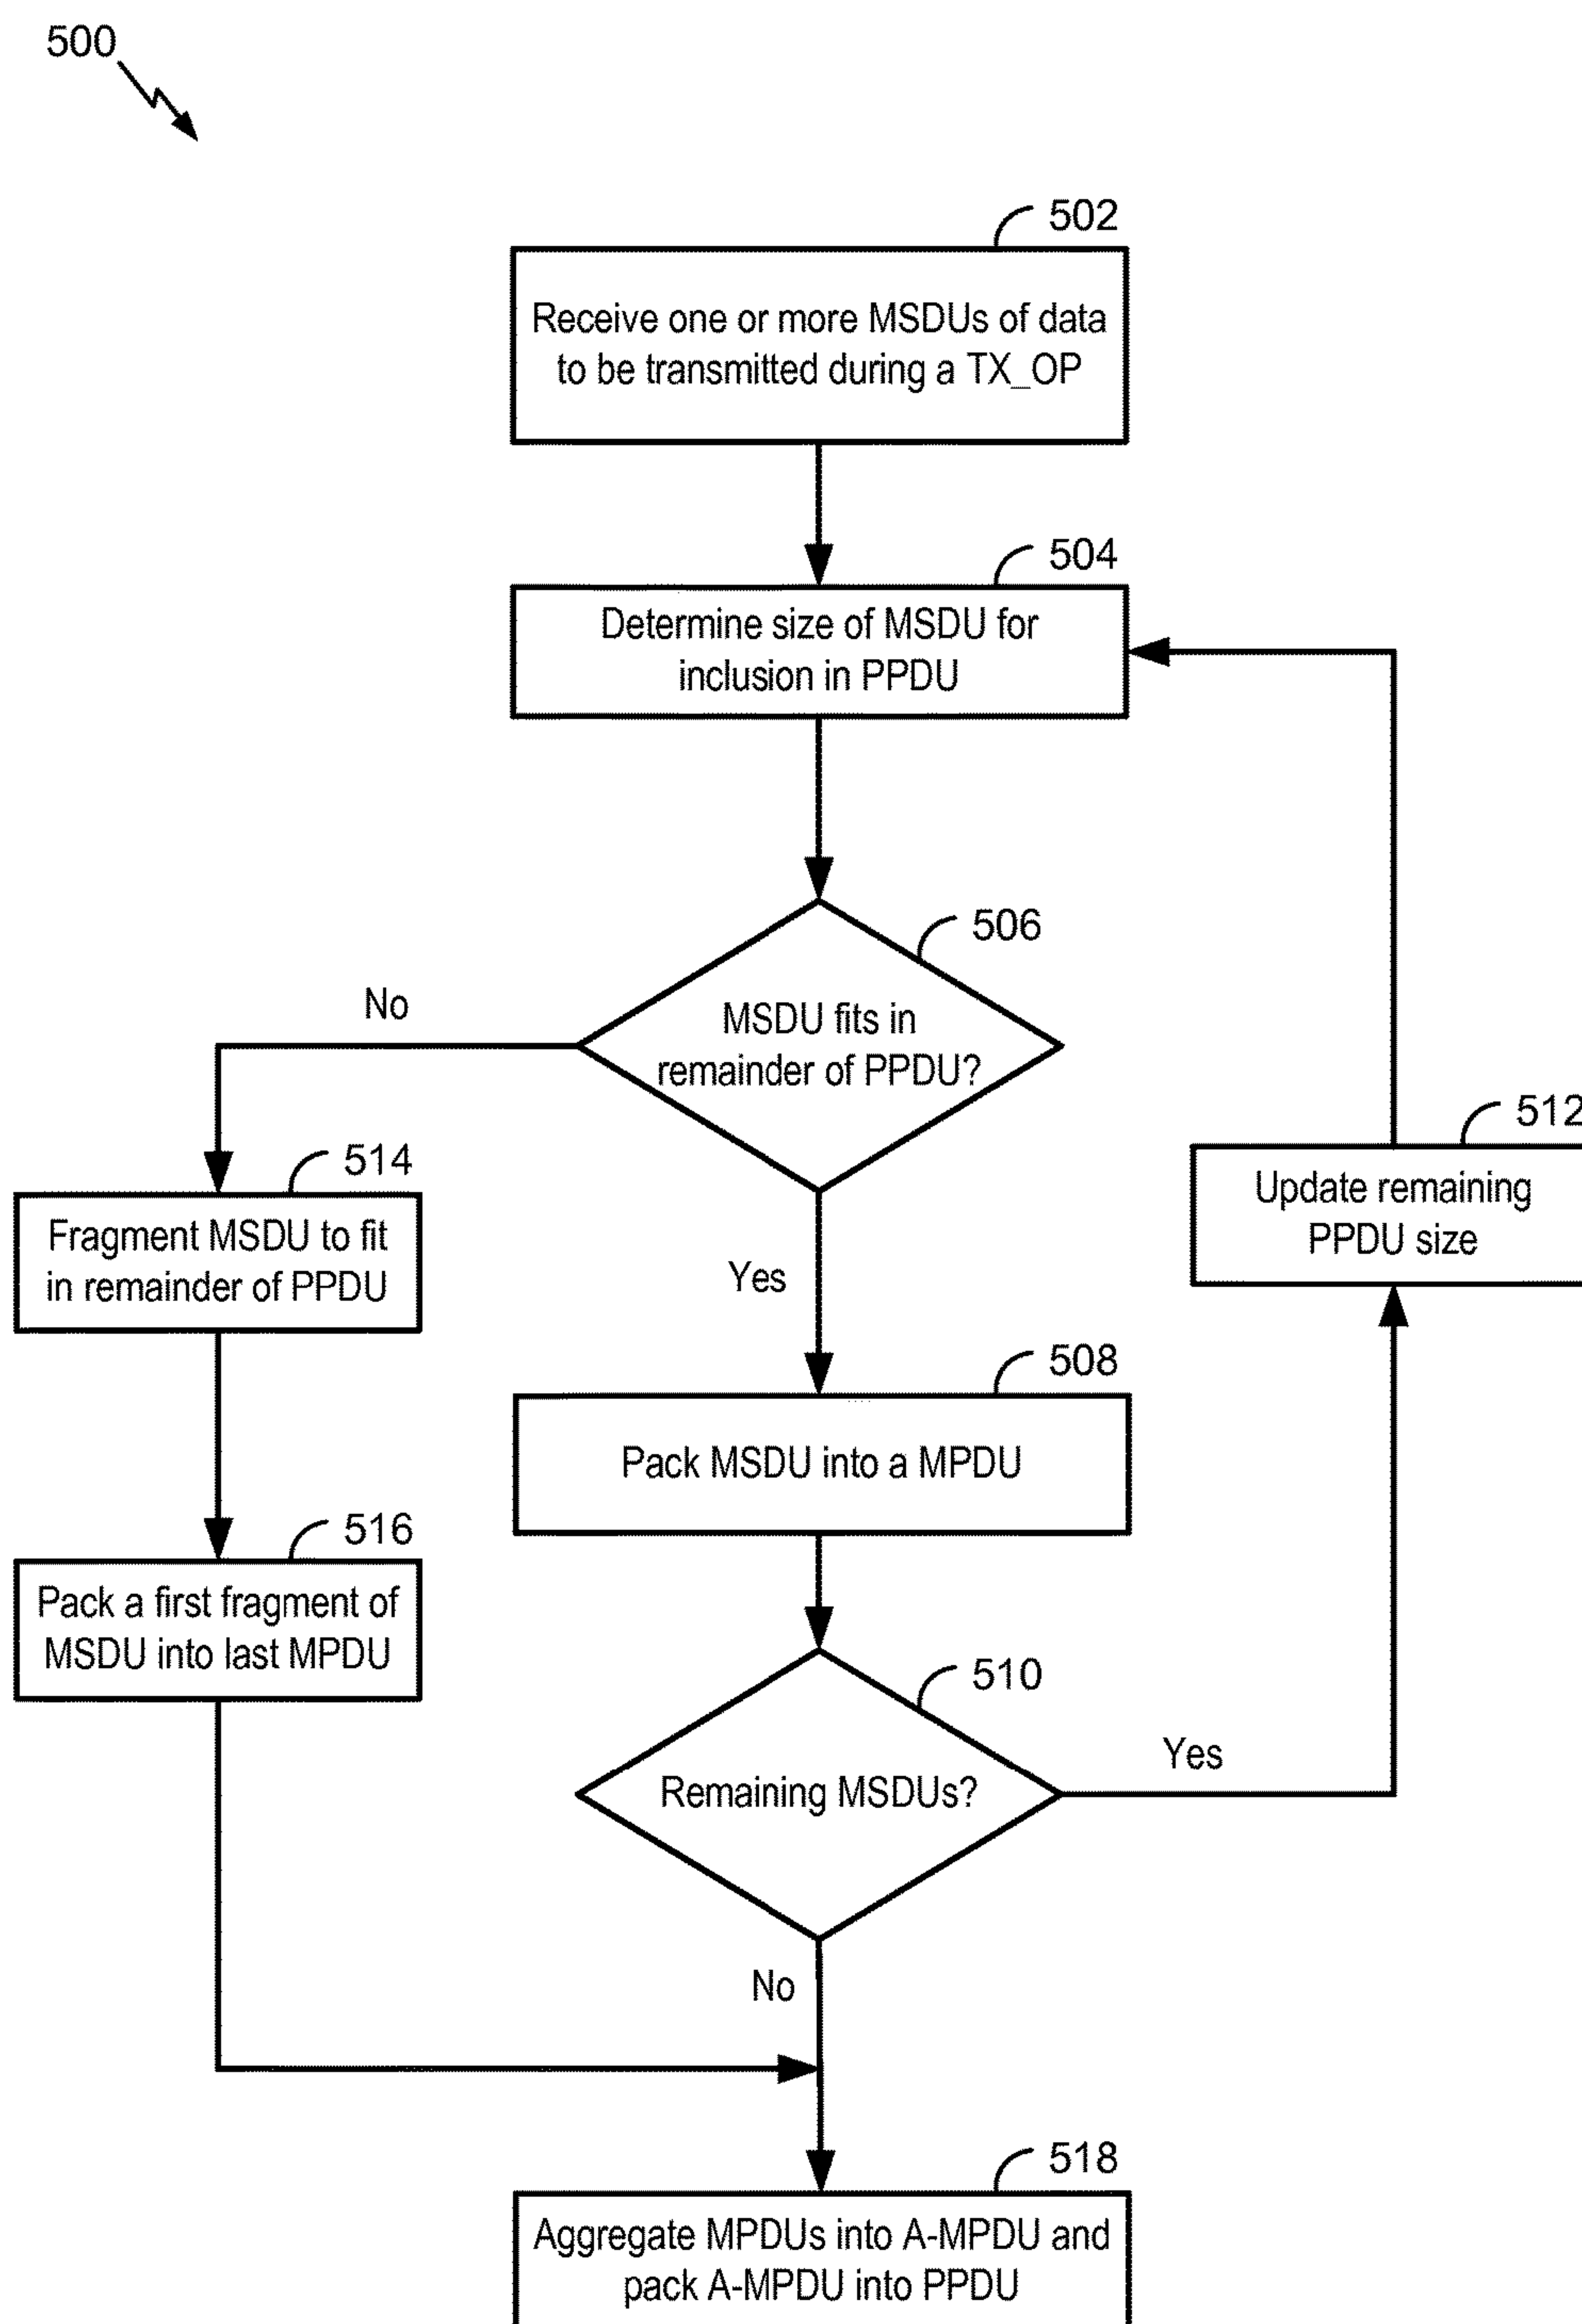 500
502
Receive one or more MSDUs of data
to be transmitted during a TX_OP
504
Determine size of MSDU for
inclusion in PPDU
506
MSDU fits in
remainder of PPDU?
No
Yes
514
Fragment MSDU to fit
in remainder of PPDU
512
Update remaining
PPDU size
508
Pack MSDU into a MPDU
516
Pack a first fragment of
MSDU into last MPDU
510
Remaining MSDUs?
Yes
No
518
Aggregate MPDUs into A-MPDU and
pack A-MPDU into PPDU